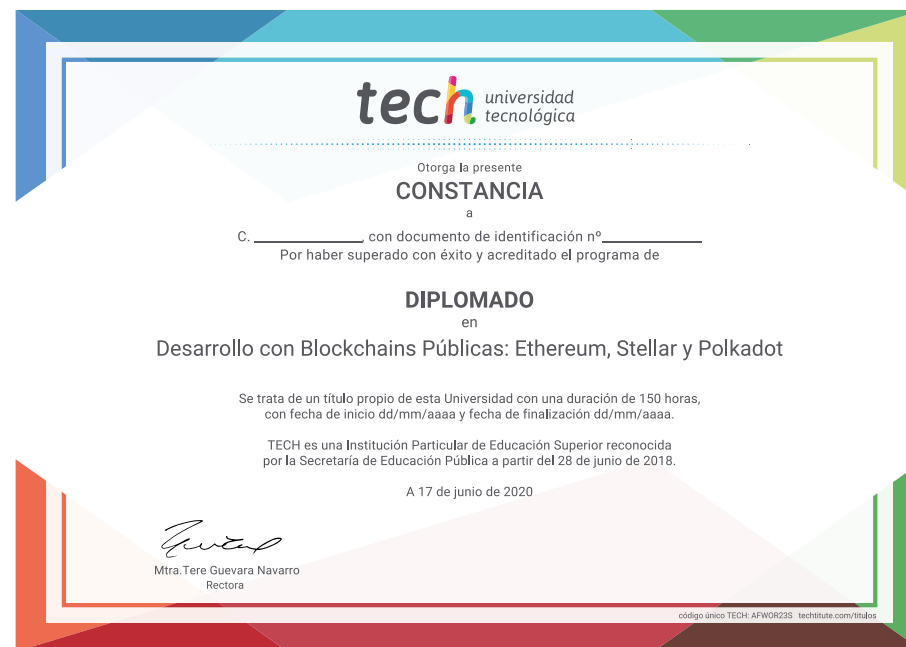 tech universidad
tecnológica
Otorga la presente
CONSTANCIA
a
C. ____________, con documento de identificación nº____________
Por haber superado con éxito y acreditado el programa de
DIPLOMADO
en
Desarrollo con Blockchains Públicas: Ethereum, Stellar y Polkadot
Se trata de un título propio de esta Universidad con una duración de 150 horas,
con fecha de inicio dd/mm/aaaa y fecha de finalización dd/mm/aaaa.
TECH es una Institución Particular de Educación Superior reconocida
por la Secretaría de Educación Pública a partir del 28 de junio de 2018.
A 17 de junio de 2020
Mtra.Tere Guevara Navarro
Rectora
código único TECH: AFWOR23S techtitute.com/titulos